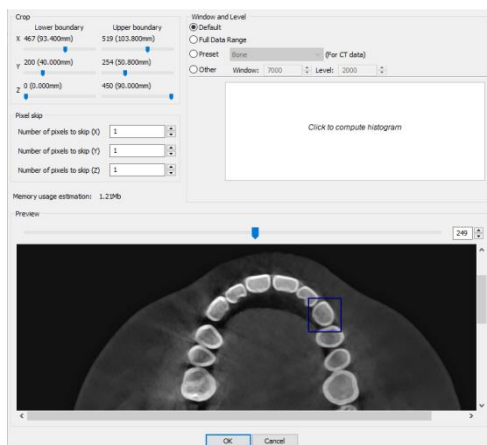 Crop
Lower boundary Upper boundary
X 467 (93.400mm) 519 (103.800mm)
Y 200 (40.000mm) 254 (50.800mm)
Z 0 (0.000mm) 450 (90.000mm)
Pixel skip
Number of pixels to skip (X) 1
Number of pixels to skip (Y) 1
Number of pixels to skip (Z) 1
Memory usage estimation: 1.21Mb
Window and Level
Default
Full Data Range
Preset Bone (For CT data)
Other Window: 7000 Level: 2000
Click to compute histogram
Preview
249
OK Cancel